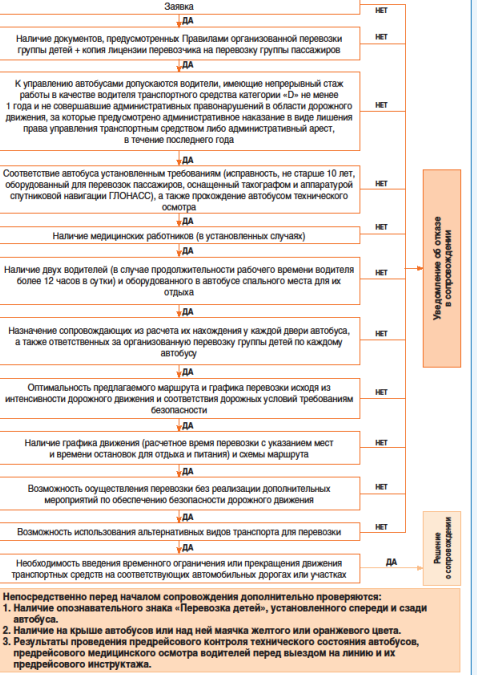 Заявка
НЕТ
ДА
Наличие документов, предусмотренных Правилами организованной перевозки
группы детей + копия лицензии перевозчика на перевозку группы пассажиров
НЕТ
ДА
К управлению автобусами допускаются водители, имеющие непрерывный стаж
работы в качестве водителя транспортного средства категории «D» не менее
1 года и не совершавшие административных правонарушений в области дорожного
движения, за которые предусмотрено административное наказание в виде лишения
права управления транспортным средством либо административный арест,
в течение последнего года
НЕТ
ДА
Соответствие автобуса установленным требованиям (исправность, не старше 10 лет,
оборудованный для перевозок пассажиров, оснащенный тахографом и аппаратурой
спутниковой навигации ГЛОНАСС), а также прохождение автобусом технического
осмотра
НЕТ
ДА
Наличие медицинских работников (в установленных случаях)
НЕТ
ДА
Наличие двух водителей (в случае продолжительности рабочего времени водителя
более 12 часов в сутки) и оборудованного в автобусе спального места для их
отдыха
НЕТ
ДА
Назначение сопровождающих из расчета их нахождения у каждой двери автобуса,
а также ответственных за организованную перевозку группы детей по каждому
автобусу
НЕТ
ДА
Оптимальность предлагаемого маршрута и графика перевозки исходя из
интенсивности дорожного движения и соответствия дорожных условий требованиям
безопасности
НЕТ
ДА
Наличие графика движения (расчетное время перевозки с указанием мест
и времени остановок для отдыха и питания) и схемы маршрута
НЕТ
ДА
Возможность осуществления перевозки без реализации дополнительных
мероприятий по обеспечению безопасности дорожного движения
НЕТ
ДА
Возможность использования альтернативных видов транспорта для перевозки
НЕТ
ДА
Необходимость введения временного ограничения или прекращения движения
транспортных средств на соответствующих автомобильных дорогах или участках
ДА
Уведомление об отказе
в сопровождении
Решение
о сопровождении
Непосредственно перед началом сопровождения дополнительно проверяются:
1. Наличие опознавательного знака «Перевозка детей», установленного спереди и сзади
автобуса.
2. Наличие на крыше автобусов или над ней маячка желтого или оранжевого цвета.
3. Результаты проведения предрейсового контроля технического состояния автобусов,
предрейсового медицинского осмотра водителей перед выездом на линию и их
предрейсового инструктажа.